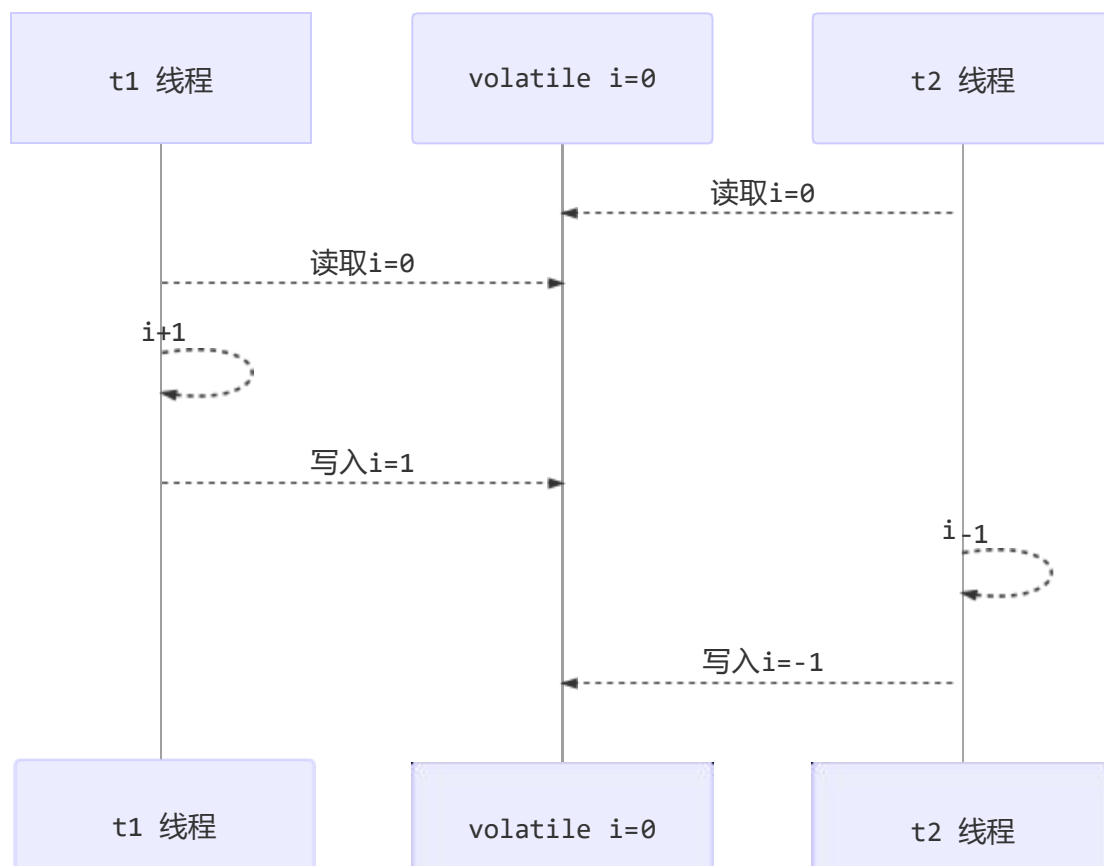 t1 线程
volatile i=0
t2 线程
读取i=0
读取i=0
i+1
写入i=1
i-1
写入i=-1
t1 线程
volatile i=0
t2 线程